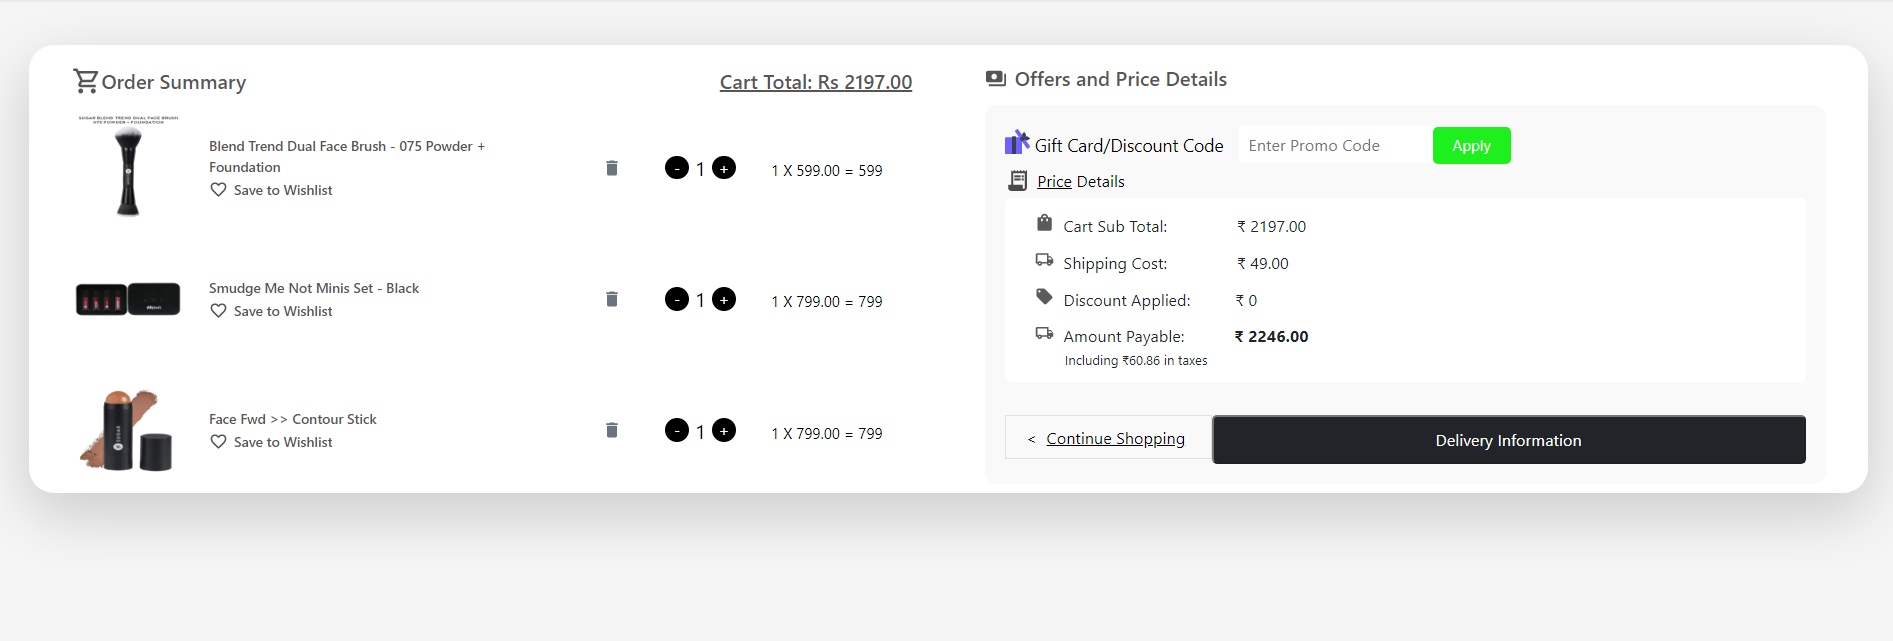 Order Summary
Cart Total: Rs 2197.00
SUGAR BLEND TREND DUAL FACE BRUSH
075 POWDER + FOUNDATION
Blend Trend Dual Face Brush - 075 Powder +
Foundation
Save to Wishlist
- 1 +
1 X 599.00 = 599
Smudge Me Not Minis Set - Black
Save to Wishlist
- 1 +
1 X 799.00 = 799
Face Fwd >> Contour Stick
Save to Wishlist
- 1 +
1 X 799.00 = 799
SUGAR
Offers and Price Details
Gift Card/Discount Code
Enter Promo Code
Apply
Price Details
Cart Sub Total: ₹ 2197.00
Shipping Cost: ₹ 49.00
Discount Applied: ₹ 0
Amount Payable: ₹ 2246.00
Including ₹60.86 in taxes
< Continue Shopping
Delivery Information